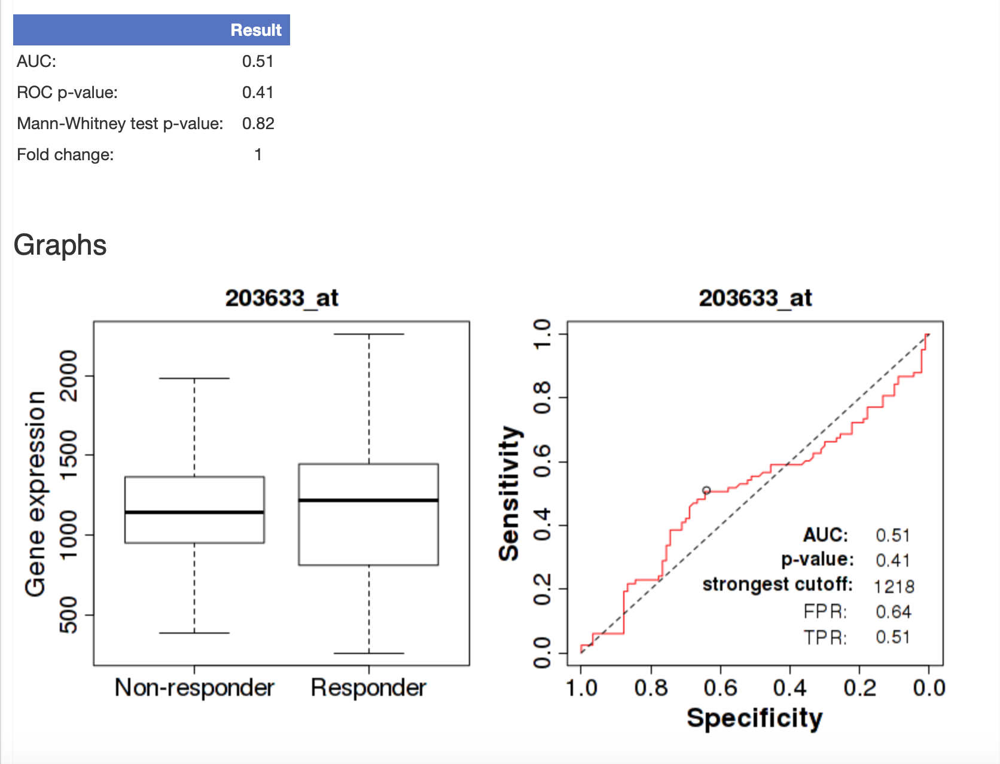 Result
AUC: 0.51
ROC p-value: 0.41
Mann-Whitney test p-value: 0.82
Fold change: 1
Graphs
203633_at
Gene expression
2000
1500
1000
500
Non-responder Responder
203633_at
Sensitivity
1.0
0.8
0.6
0.4
0.2
0.0
AUC: 0.51
p-value: 0.41
strongest cutoff: 1218
FPR: 0.64
TPR: 0.51
1.0 0.8 0.6 0.4 0.2 0.0
Specificity